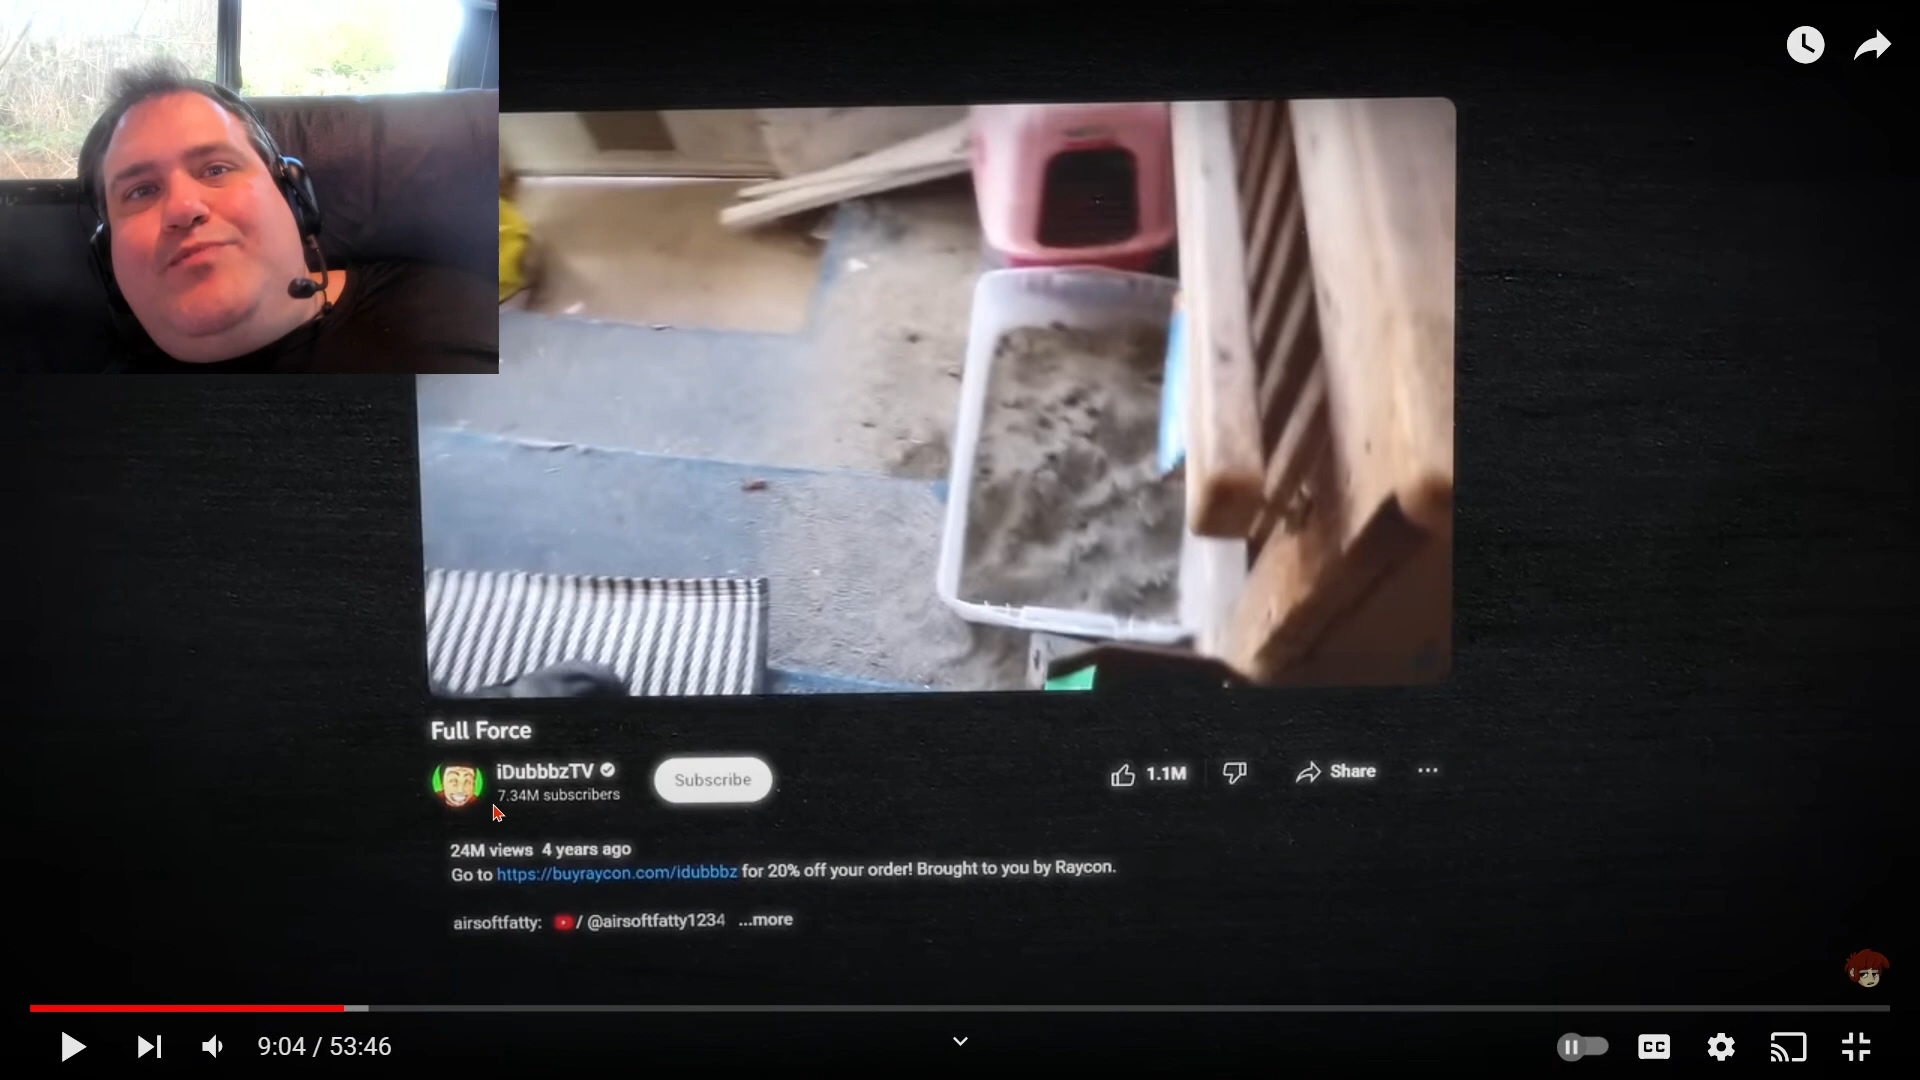 Full Force
iDubbbzTV
7.34M subscribers
Subscribe
1.1M
Share
24M views 4 years ago
Go to https://buyraycon.com/idubbbz for 20% off your order! Brought to you by Raycon.
airsoftfatty: / @airsoftfatty1234 ...more
9:04 / 53:46
CC